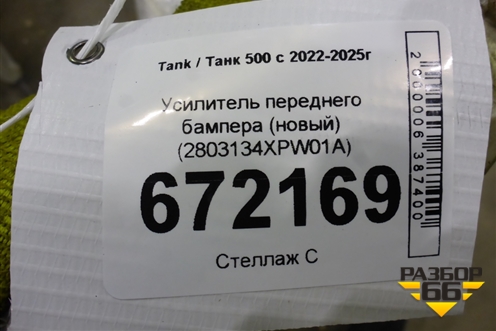 Tank / Танк 500 с 2022-2025г
Усилитель переднего
бампера (новый)
(2803134XPW01A)
672169
Стеллаж С
2000006387400
РАЗБОР
66